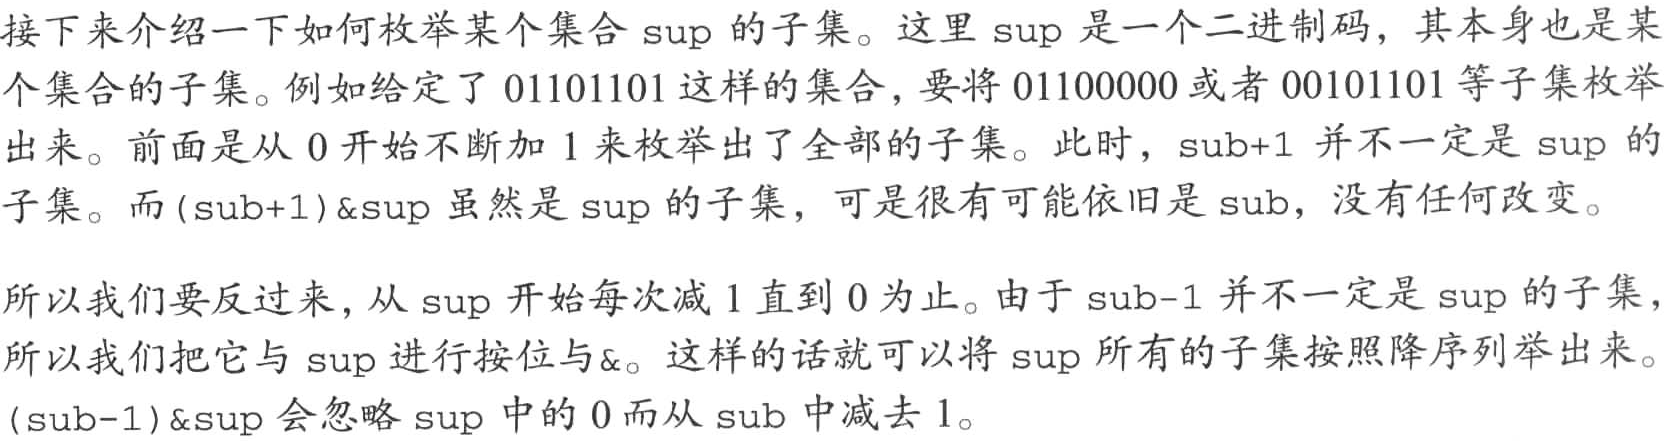 接下来介绍一下如何枚举某个集合 sup 的子集。这里 sup 是一个二进制码，其本身也是某
个集合的子集。例如给定了 01101101 这样的集合，要将 01100000 或者 00101101 等子集枚举
出来。前面是从 0 开始不断加 1 来枚举出了全部的子集。此时，sub+1 并不一定是 sup 的
子集。而(sub+1)&sup 虽然是 sup 的子集，可是很有可能依旧是 sub，没有任何改变。
所以我们要反过来，从 sup 开始每次减 1 直到 0 为止。由于 sub-1 并不一定是 sup 的子集，
所以我们把它与 sup 进行按位与&。这样的话就可以将 sup 所有的子集按照降序列举出来。
(sub-1)&sup 会忽略 sup 中的 0 而从 sub 中减去 1。